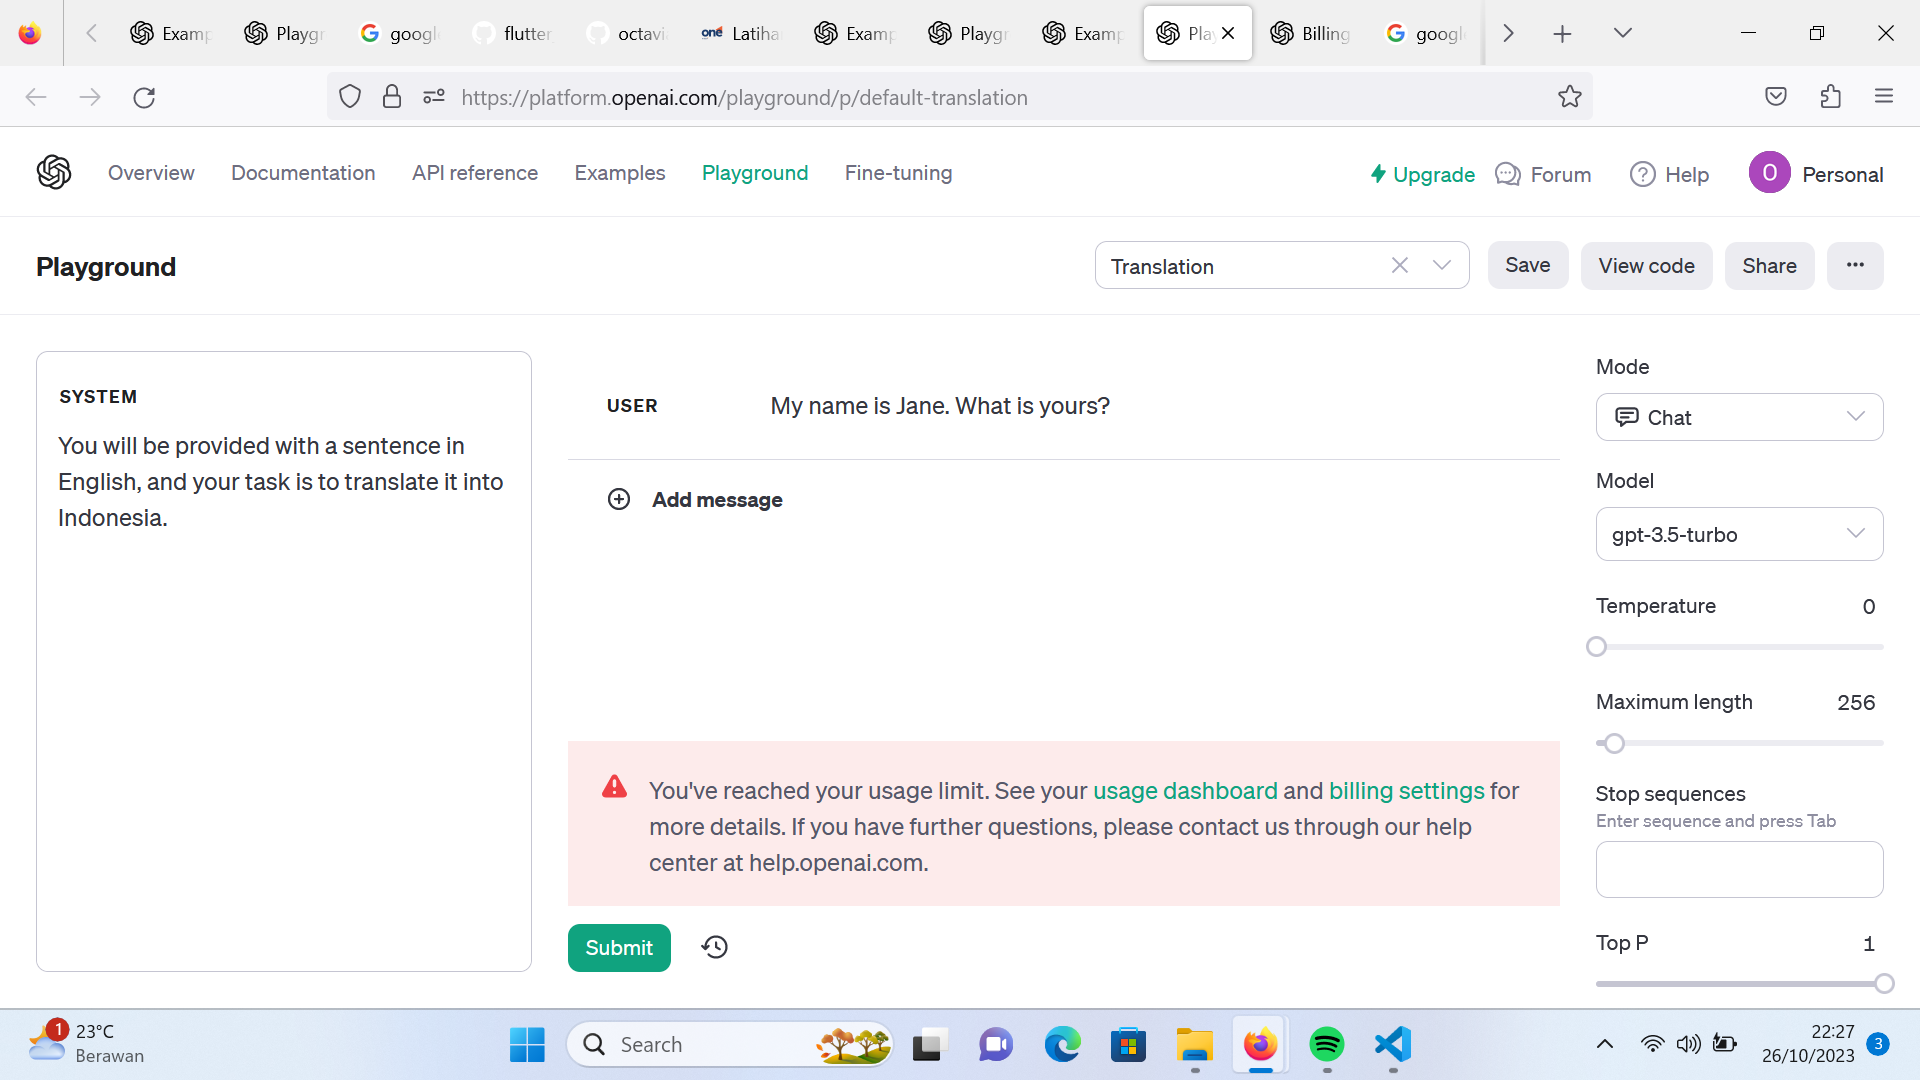 Examp
Playgr
googl
flutter
octavi
one
Latiha
Examp
Playgr
Examp
Play
Billing
googl
https://platform.openai.com/playground/p/default-translation
Overview
Documentation
API reference
Examples
Playground
Fine-tuning
Upgrade
Forum
Help
O
Personal
Playground
Translation
Save
View code
Share
SYSTEM
You will be provided with a sentence in
English, and your task is to translate it into
Indonesia.
USER
My name is Jane. What is yours?
Add message
You've reached your usage limit. See your usage dashboard and billing settings for
more details. If you have further questions, please contact us through our help
center at help.openai.com.
Submit
Mode
Chat
Model
gpt-3.5-turbo
Temperature 0
Maximum length 256
Stop sequences
Enter sequence and press Tab
Top P 1
1
23°C
Berawan
Search
22:27
26/10/2023
3